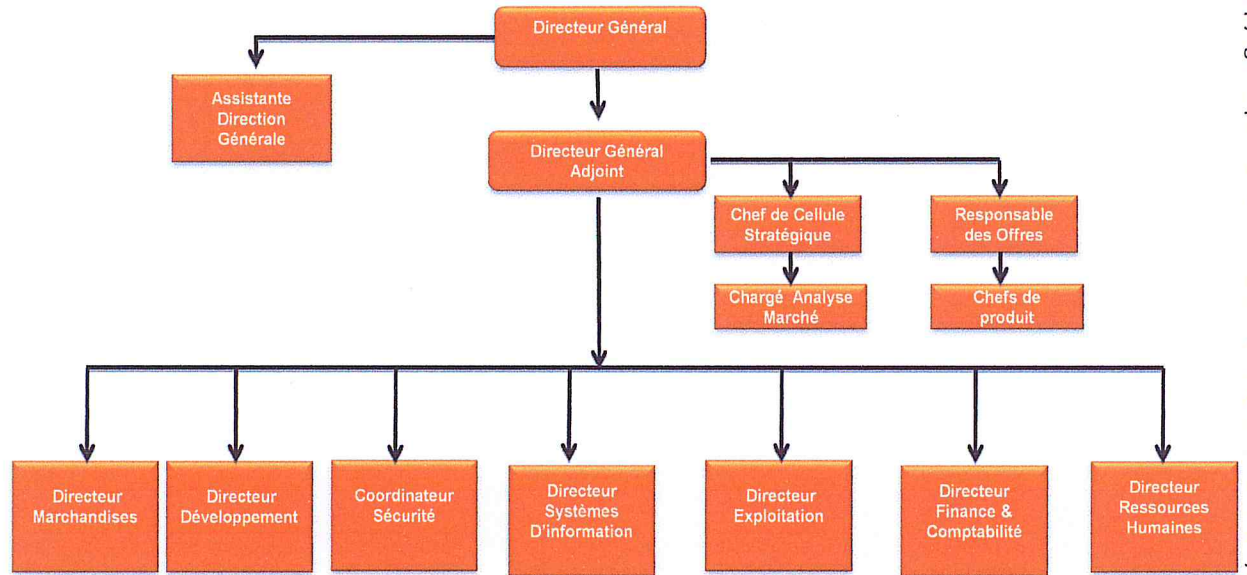 Directeur Général
Assistante
Direction
Générale
Directeur Général
Adjoint
Chef de Cellule
Stratégique
Responsable
des Offres
Chargé Analyse
Marché
Chefs de
produit
Directeur
Marchandises
Directeur
Développement
Coordinateur
Sécurité
Directeur
Systèmes
D'information
Directeur
Exploitation
Directeur
Finance &
Comptabilité
Directeur
Ressources
Humaines